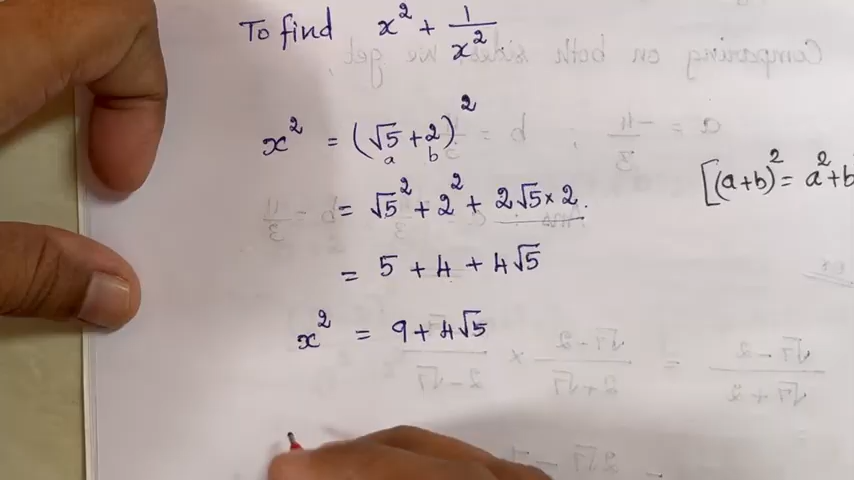 To find x² + 1/x²
x² = (√5 + 2)²
a b
[(a+b)² = a² + b
= √5² + 2² + 2√5 × 2.
= 5 + 4 + 4√5
x² = 9 + 4√5